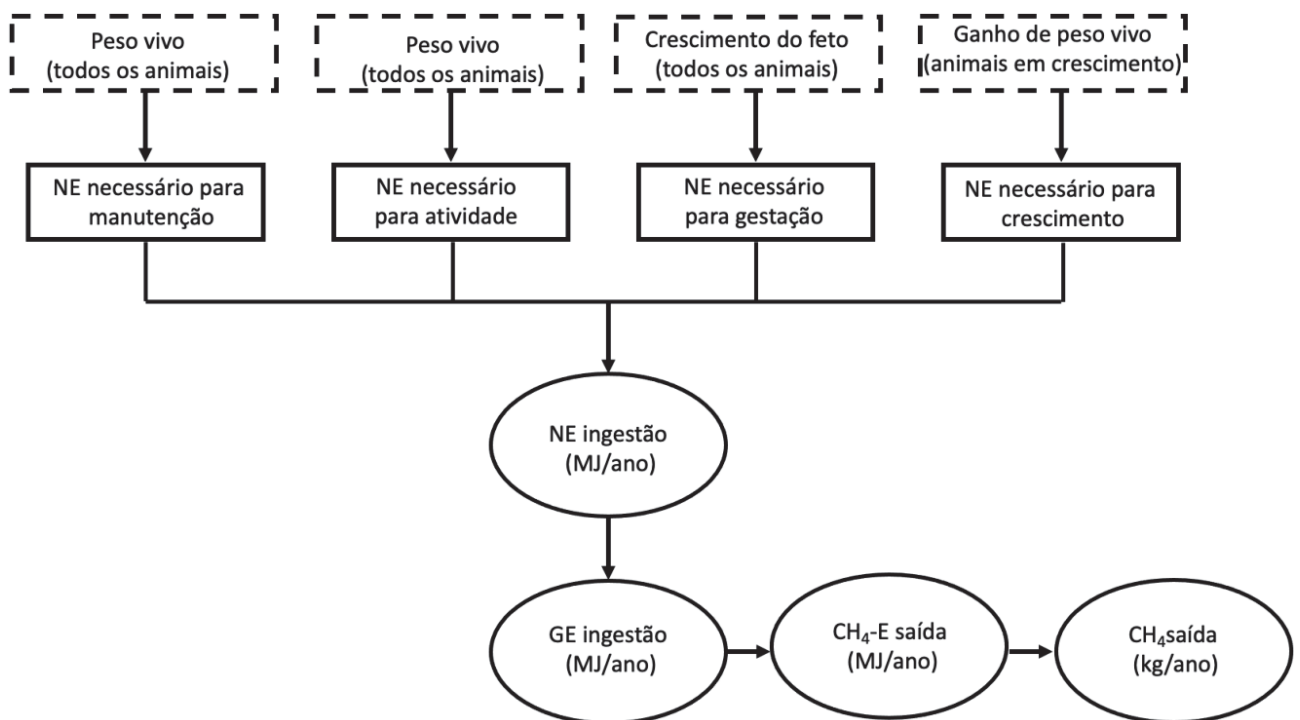 Peso vivo
(todos os animais)
Peso vivo
(todos os animais)
Crescimento do feto
(todos os animais)
Ganho de peso vivo
(animais em crescimento)
NE necessário para
manutenção
NE necessário
para atividade
NE necessário
para gestação
NE necessário para
crescimento
NE ingestão
(MJ/ano)
GE ingestão
(MJ/ano)
CH₄-E saída
(MJ/ano)
CH₄saída
(kg/ano)